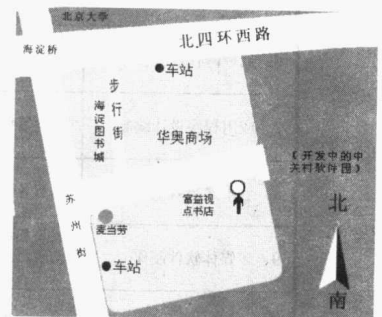 北京大学
北四环西路
海淀桥
车站
步行街
海淀图书城
华奥商场
(开发中的中
关村软件园)
富益视
点书店
北
苏州街
麦当劳
车站
南